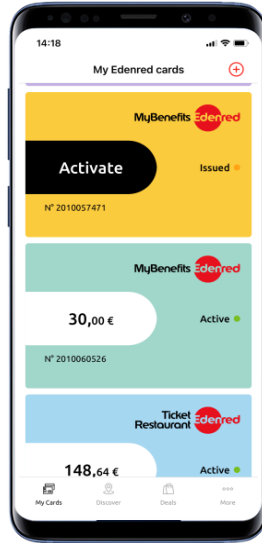 14:18
My Edenred cards
MyBenefits Edenred
Activate
Issued
N° 2010057471
MyBenefits Edenred
30,00 €
Active
N° 2010060526
Ticket
Restaurant Edenred
148,64 €
Active
My Cards Discover Deals More